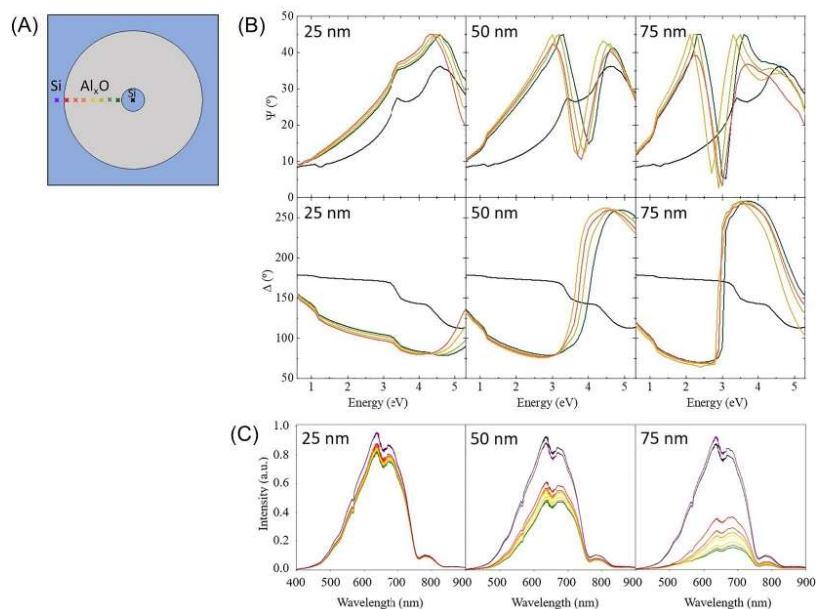 (A)
Si
AlₓO
Si
(B)
25 nm
50 nm
75 nm
Ψ (°)
45
40
30
20
10
0
25 nm
50 nm
75 nm
Δ (°)
250
200
150
100
50
1 2 3 4 5
1 2 3 4 5
1 2 3 4 5
Energy (eV)
Energy (eV)
Energy (eV)
(C)
25 nm
50 nm
75 nm
Intensity (a.u.)
1.0
0.8
0.6
0.4
0.2
0.0
400 500 600 700 800 900
400 500 600 700 800 900
400 500 600 700 800 900
Wavelength (nm)
Wavelength (nm)
Wavelength (nm)